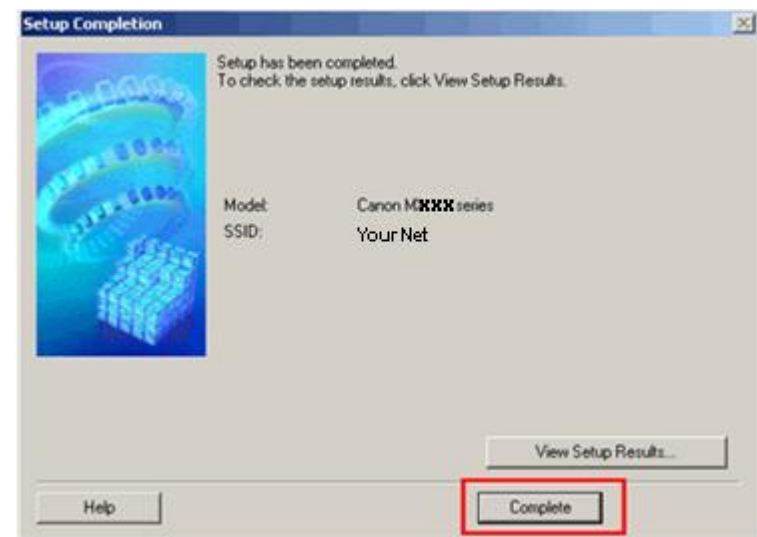 Setup Completion
Setup has been completed.
To check the setup results, click View Setup Results.
Model: Canon MXXX series
SSID: Your Net
View Setup Results...
Help Complete